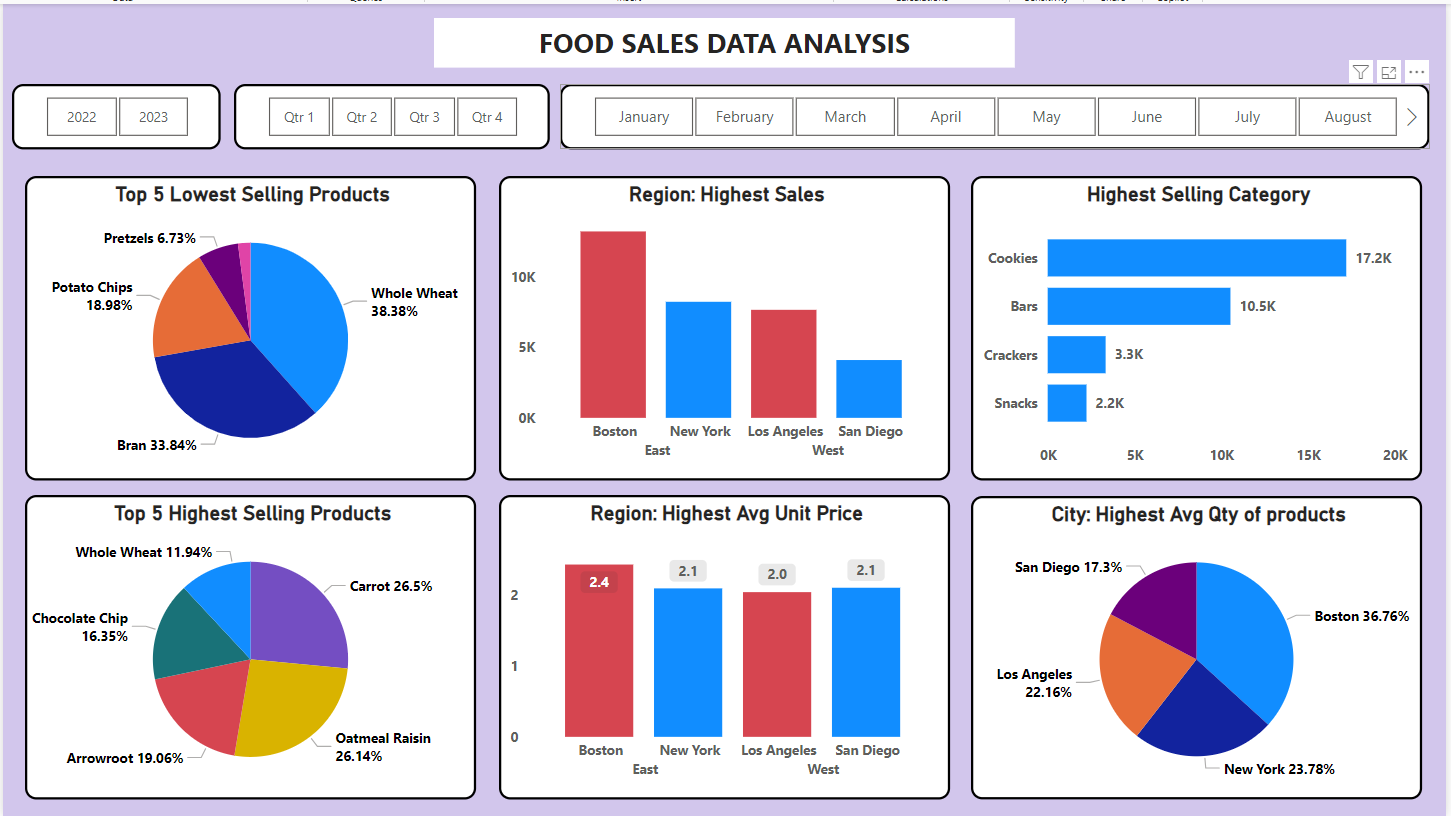 FOOD SALES DATA ANALYSIS
2022 2023 Qtr 1 Qtr 2 Qtr 3 Qtr 4 January February March April May June July August
Top 5 Lowest Selling Products
Pretzels 6.73%
Potato Chips
18.98%
Whole Wheat
38.38%
Bran 33.84%
Region: Highest Sales
10K
5K
0K
Boston New York Los Angeles San Diego
East West
Highest Selling Category
Cookies 17.2K
Bars 10.5K
Crackers 3.3K
Snacks 2.2K
0K 5K 10K 15K 20K
Top 5 Highest Selling Products
Whole Wheat 11.94%
Carrot 26.5%
Chocolate Chip
16.35%
Oatmeal Raisin
26.14%
Arrowroot 19.06%
Region: Highest Avg Unit Price
2.4 2.1 2.0 2.1
2
1
0
Boston New York Los Angeles San Diego
East West
City: Highest Avg Qty of products
San Diego 17.3%
Boston 36.76%
Los Angeles
22.16%
New York 23.78%